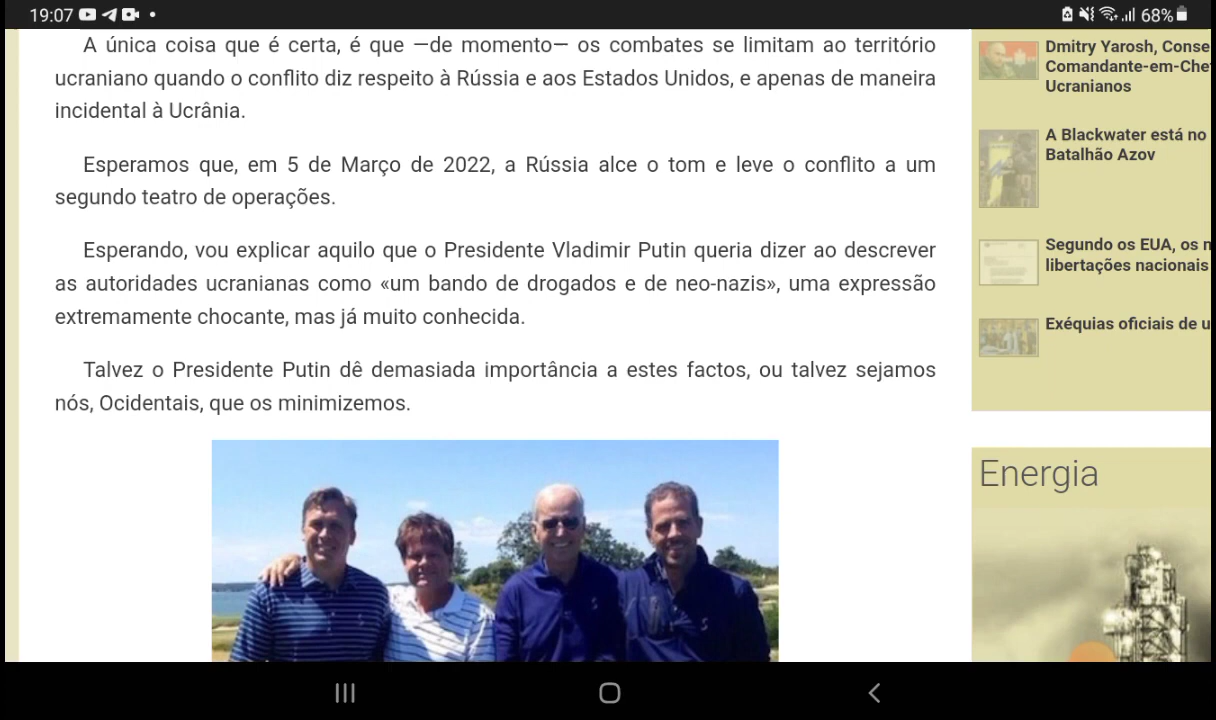 19:07
68%
A única coisa que é certa, é que —de momento— os combates se limitam ao território
ucraniano quando o conflito diz respeito à Rússia e aos Estados Unidos, e apenas de maneira
incidental à Ucrânia.
Esperamos que, em 5 de Março de 2022, a Rússia alce o tom e leve o conflito a um
segundo teatro de operações.
Esperando, vou explicar aquilo que o Presidente Vladimir Putin queria dizer ao descrever
as autoridades ucranianas como «um bando de drogados e de neo-nazis», uma expressão
extremamente chocante, mas já muito conhecida.
Talvez o Presidente Putin dê demasiada importância a estes factos, ou talvez sejamos
nós, Ocidentais, que os minimizemos.
Dmitry Yarosh, Conse
Comandante-em-Chef
Ucranianos
A Blackwater está no
Batalhão Azov
Segundo os EUA, os n
libertações nacionais
Exéquias oficiais de u
Energia